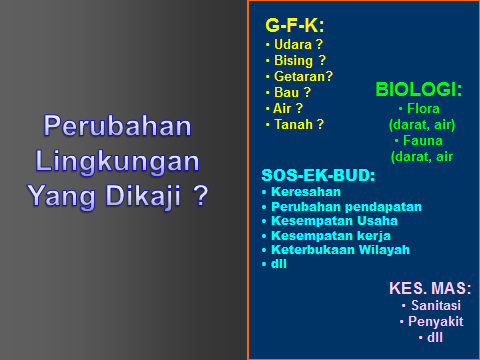 Perubahan
Lingkungan
Yang Dikaji ?
G-F-K:
• Udara ?
• Bising ?
• Getaran?
• Bau ?
• Air ?
• Tanah ?
BIOLOGI:
• Flora
(darat, air)
• Fauna
(darat, air
SOS-EK-BUD:
• Keresahan
• Perubahan pendapatan
• Kesempatan Usaha
• Kesempatan kerja
• Keterbukaan Wilayah
• dll
KES. MAS:
• Sanitasi
• Penyakit
• dll